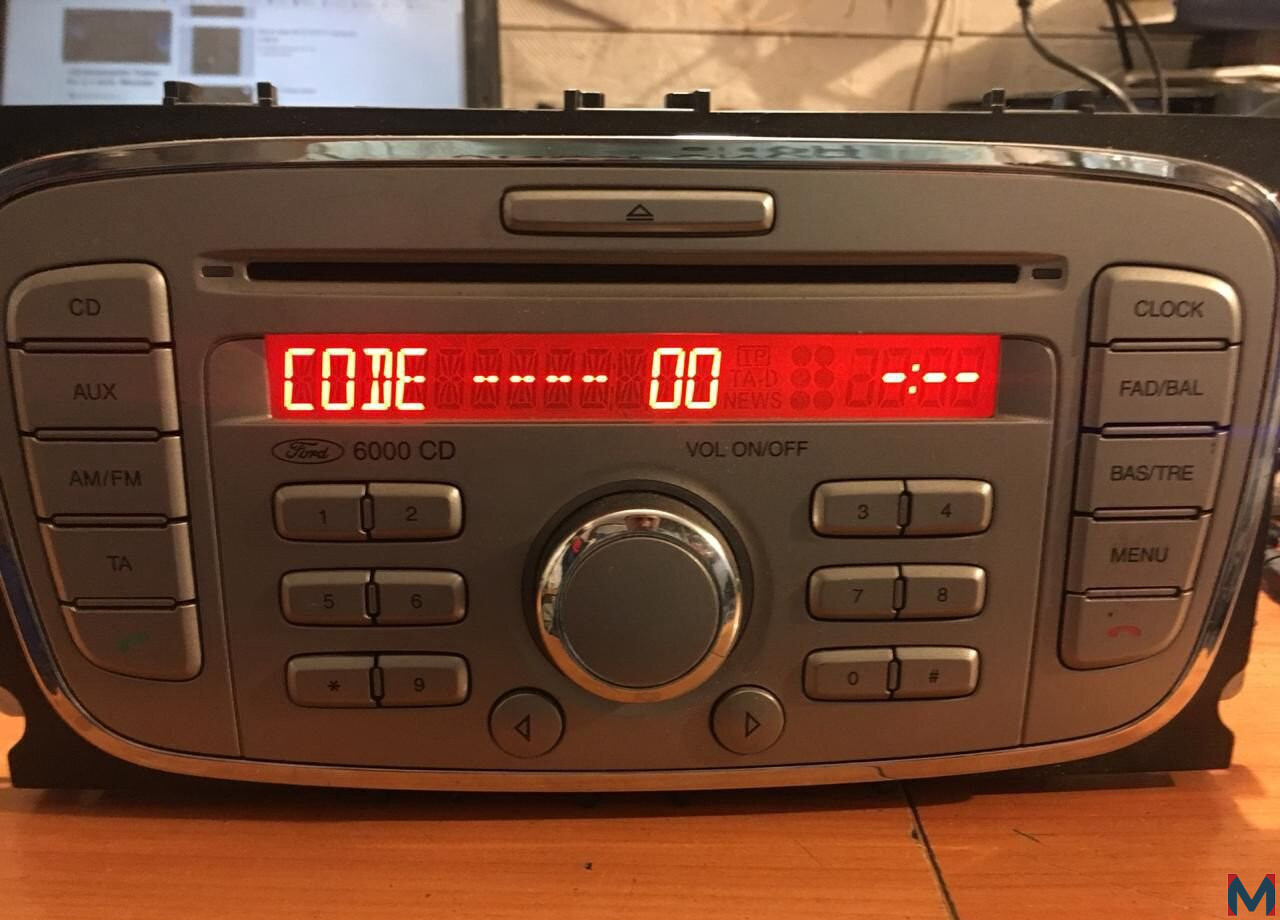 CD
CLOCK
CODE ---- 00 -:--
TP
TA-D
NEWS
AUX
FAD/BAL
Ford 6000 CD
VOL ON/OFF
AM/FM
BAS/TRE
1 2 3 4
TA
MENU
5 6 7 8
* 9 0 #
M